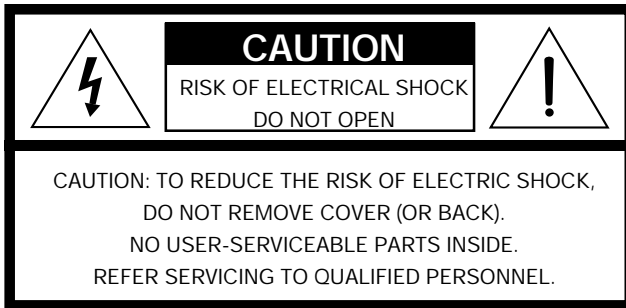 CAUTION
RISK OF ELECTRICAL SHOCK
DO NOT OPEN
CAUTION: TO REDUCE THE RISK OF ELECTRIC SHOCK,
DO NOT REMOVE COVER (OR BACK).
NO USER-SERVICEABLE PARTS INSIDE.
REFER SERVICING TO QUALIFIED PERSONNEL.